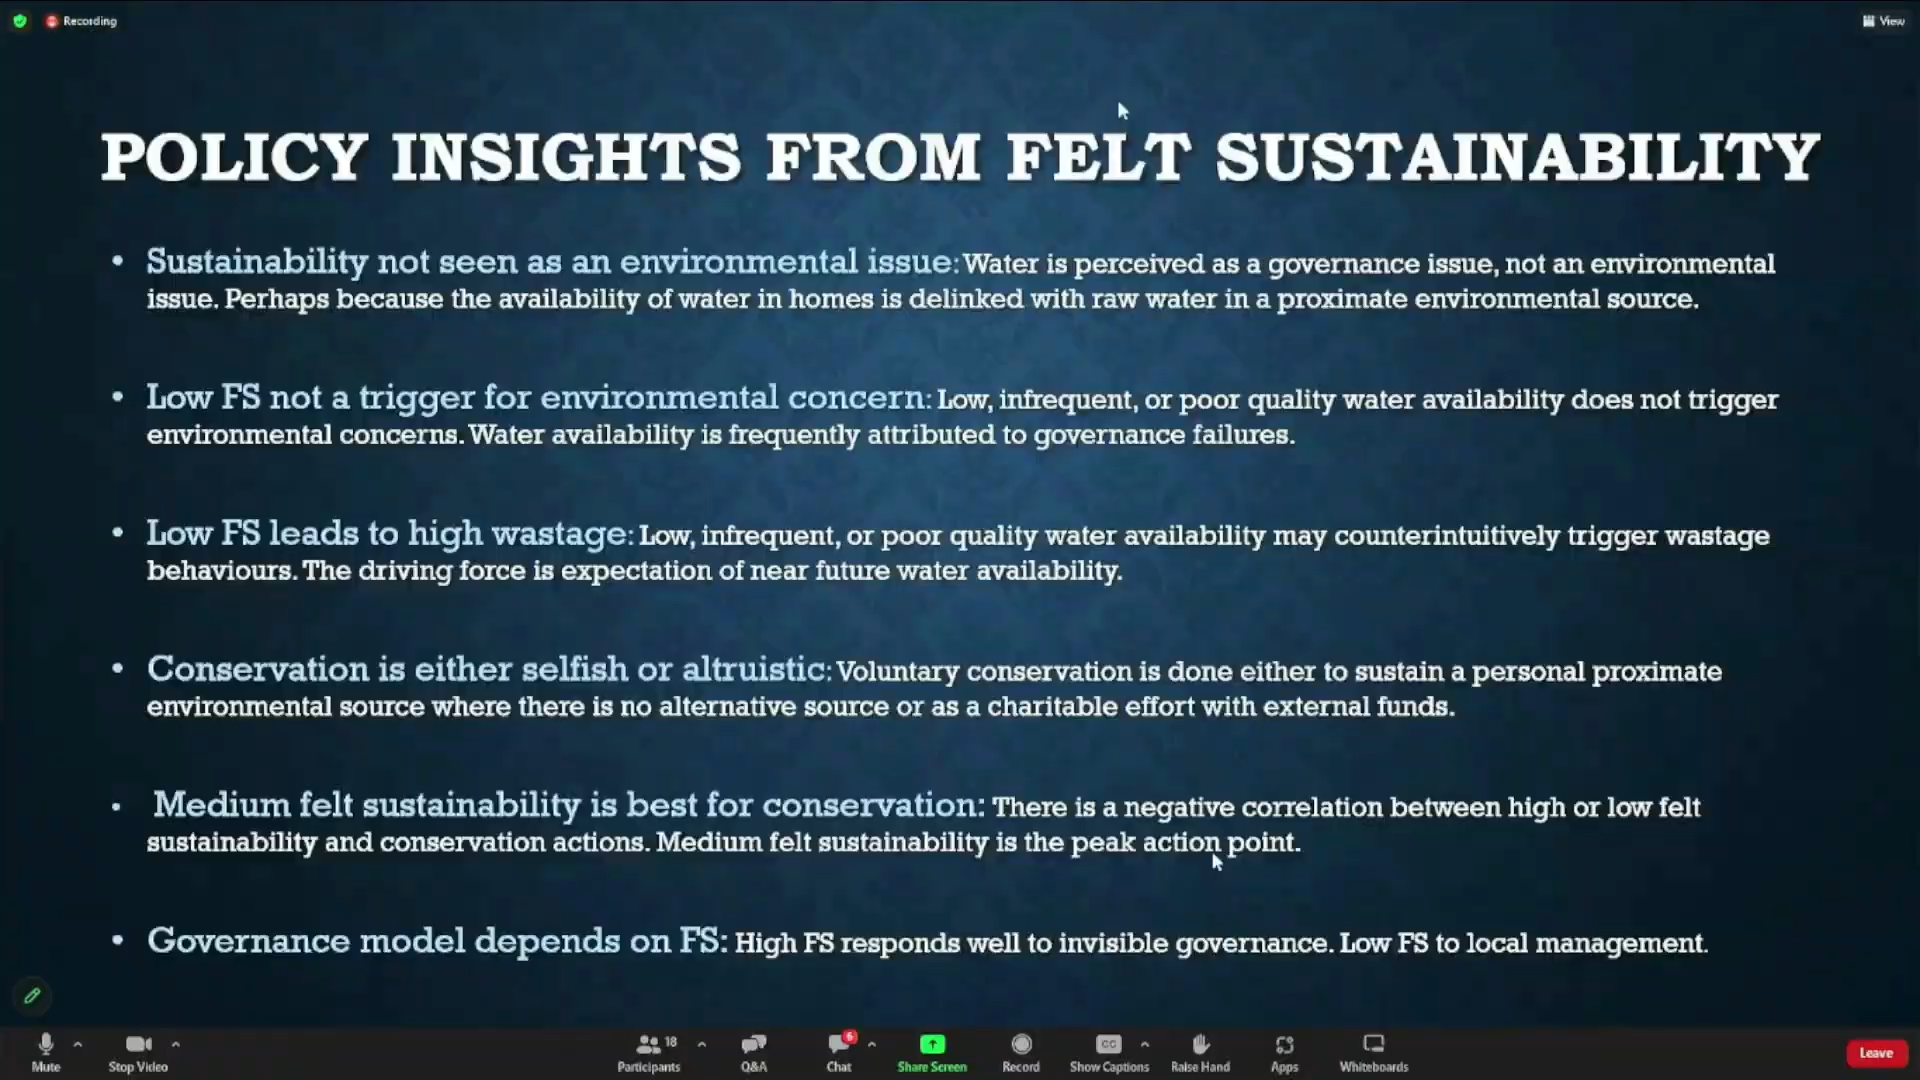 Recording
View
POLICY INSIGHTS FROM FELT SUSTAINABILITY
• Sustainability not seen as an environmental issue: Water is perceived as a governance issue, not an environmental
issue. Perhaps because the availability of water in homes is delinked with raw water in a proximate environmental source.
• Low FS not a trigger for environmental concern: Low, infrequent, or poor quality water availability does not trigger
environmental concerns. Water availability is frequently attributed to governance failures.
• Low FS leads to high wastage: Low, infrequent, or poor quality water availability may counterintuitively trigger wastage
behaviours. The driving force is expectation of near future water availability.
• Conservation is either selfish or altruistic: Voluntary conservation is done either to sustain a personal proximate
environmental source where there is no alternative source or as a charitable effort with external funds.
• Medium felt sustainability is best for conservation: There is a negative correlation between high or low felt
sustainability and conservation actions. Medium felt sustainability is the peak action point.
• Governance model depends on FS: High FS responds well to invisible governance. Low FS to local management.
Mute
Stop Video
Participants 18
Q&A
Chat 6
Share Screen
Record
CC Show Captions
Raise Hand
Apps
Whiteboards
Leave